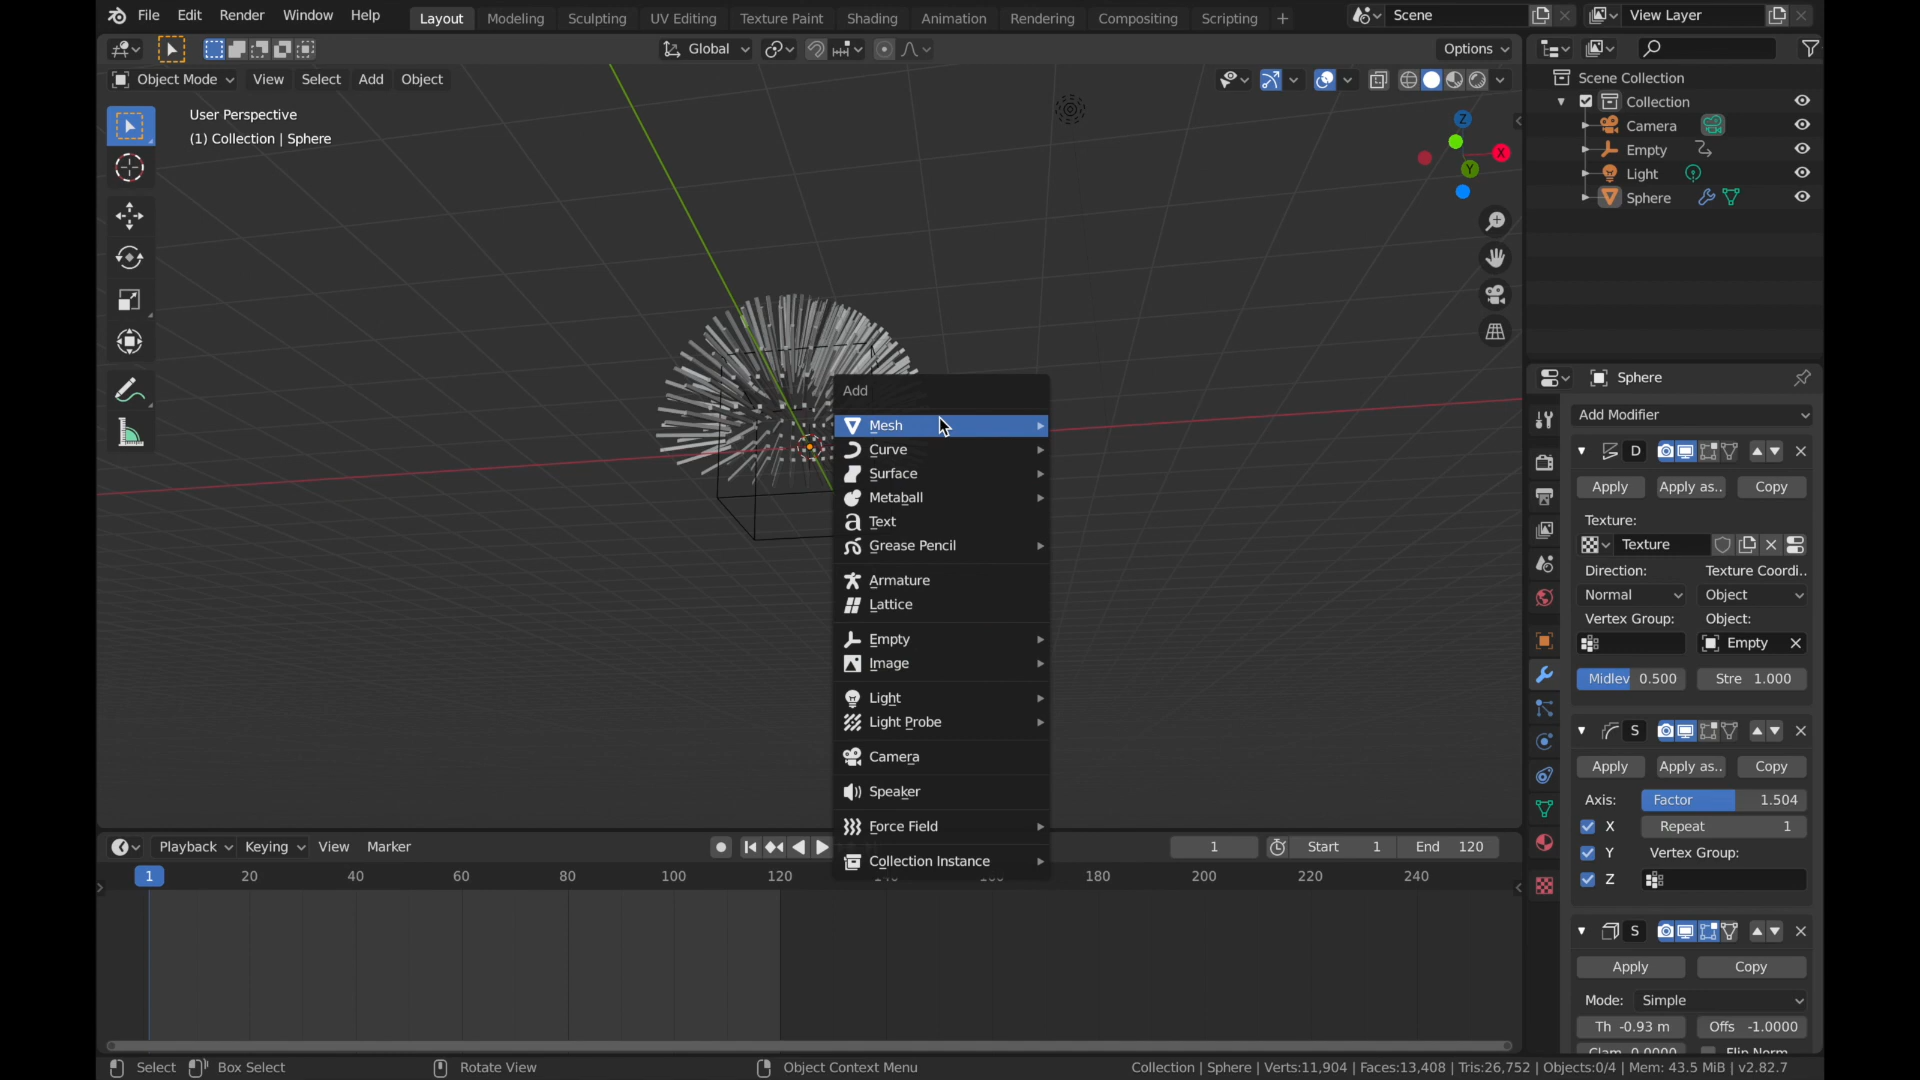 File Edit Render Window Help Layout Modeling Sculpting UV Editing Texture Paint Shading Animation Rendering Compositing Scripting + Scene View Layer
Global Options
Object Mode View Select Add Object
User Perspective
(1) Collection | Sphere
Z
X
Y
Scene Collection
Collection
Camera
Empty
Light
Sphere
Add
Mesh
Curve
Surface
Metaball
Text
Grease Pencil
Armature
Lattice
Empty
Image
Light
Light Probe
Camera
Speaker
Force Field
Collection Instance
Sphere
Add Modifier
D
Apply Apply as.. Copy
Texture:
Texture
Direction: Texture Coordi..
Normal Object
Vertex Group: Object:
Empty
Midlev 0.500 Stre 1.000
S
Apply Apply as.. Copy
Axis: Factor 1.504
X Repeat 1
Y Vertex Group:
Z
S
Apply Copy
Mode: Simple
Th -0.93 m Offs -1.0000
Clam 0.0000 Flip Norm
Playback Keying View Marker 1 Start 1 End 120
1 20 40 60 80 100 120 180 200 220 240
Select Box Select Rotate View Object Context Menu Collection | Sphere | Verts:11,904 | Faces:13,408 | Tris:26,752 | Objects:0/4 | Mem: 43.5 MiB | v2.82.7